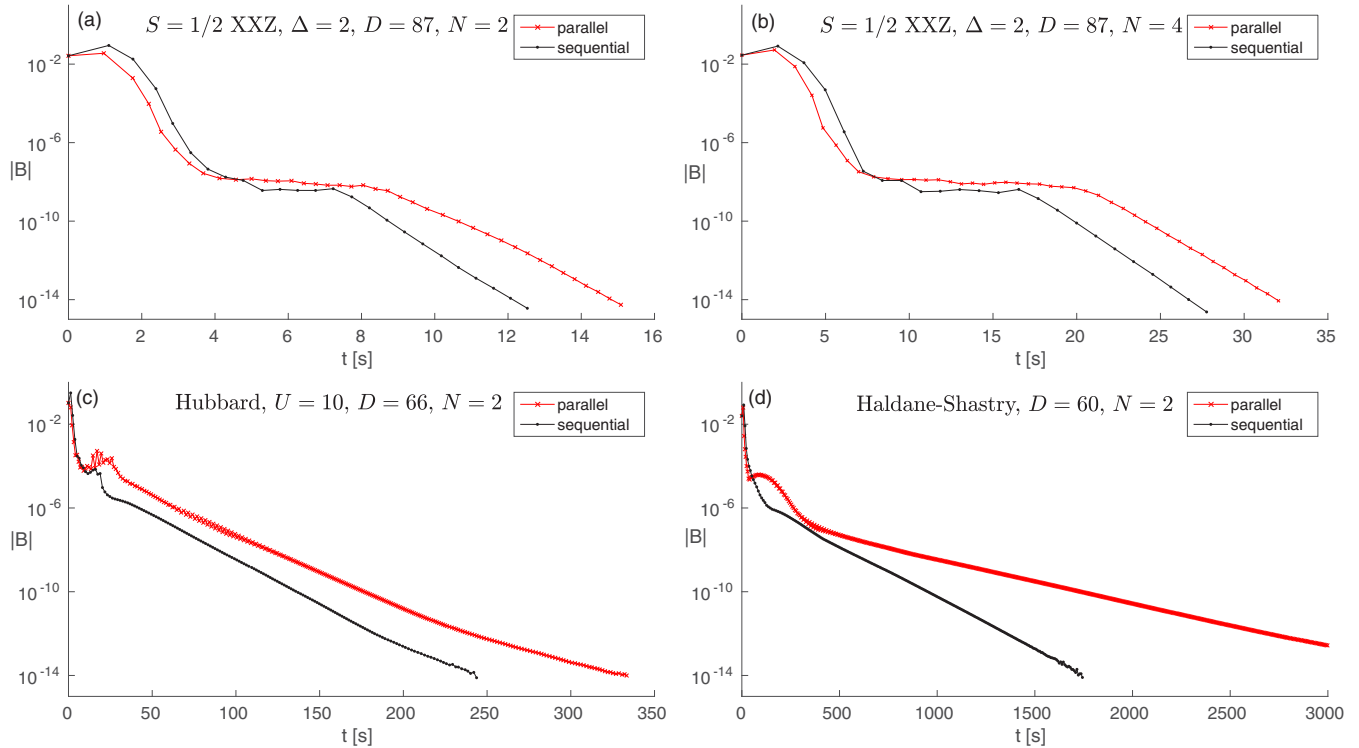 (a)
S = 1/2 XXZ, Δ = 2, D = 87, N = 2
parallel
sequential
10^-2
10^-6
10^-10
10^-14
|B|
0 2 4 6 8 10 12 14 16
t [s]
(b)
S = 1/2 XXZ, Δ = 2, D = 87, N = 4
parallel
sequential
10^-2
10^-6
10^-10
10^-14
|B|
0 5 10 15 20 25 30 35
t [s]
(c)
Hubbard, U = 10, D = 66, N = 2
parallel
sequential
10^-2
10^-6
10^-10
10^-14
|B|
0 50 100 150 200 250 300 350
t [s]
(d)
Haldane-Shastry, D = 60, N = 2
parallel
sequential
10^-2
10^-6
10^-10
10^-14
|B|
0 500 1000 1500 2000 2500 3000
t [s]